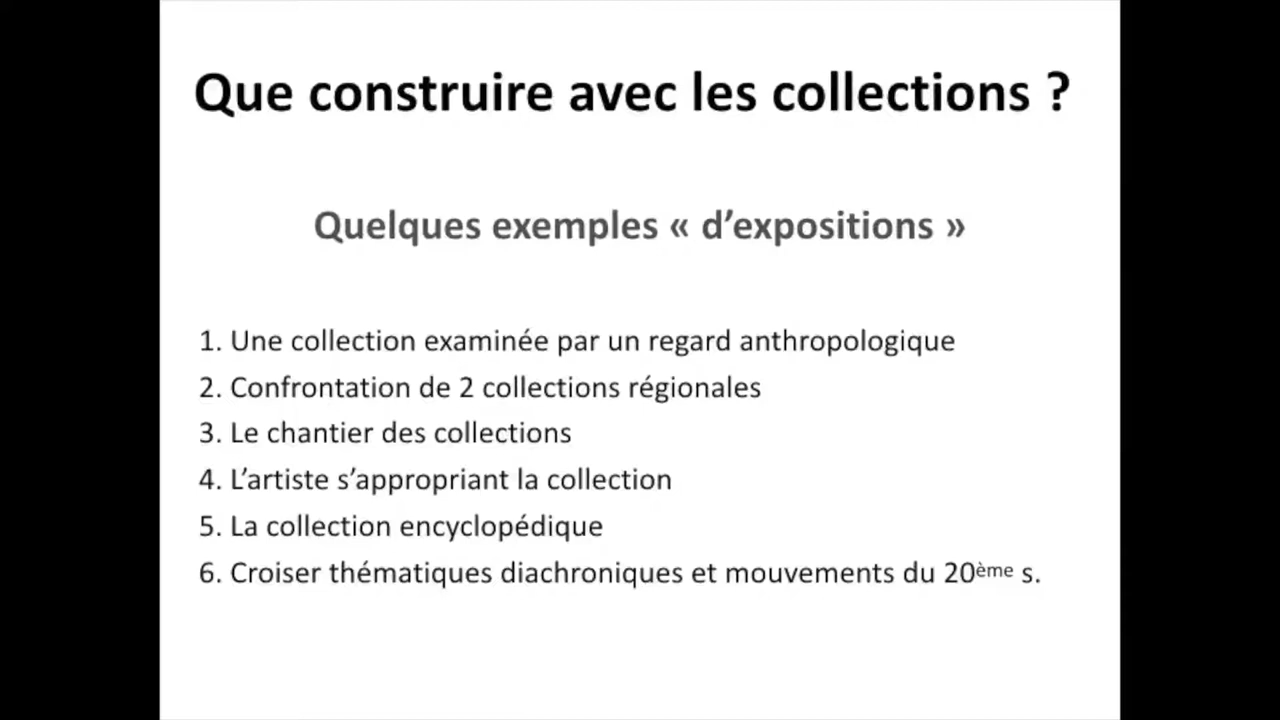 Que construire avec les collections ?
Quelques exemples « d’expositions »
1. Une collection examinée par un regard anthropologique
2. Confrontation de 2 collections régionales
3. Le chantier des collections
4. L’artiste s’appropriant la collection
5. La collection encyclopédique
6. Croiser thématiques diachroniques et mouvements du 20ème s.